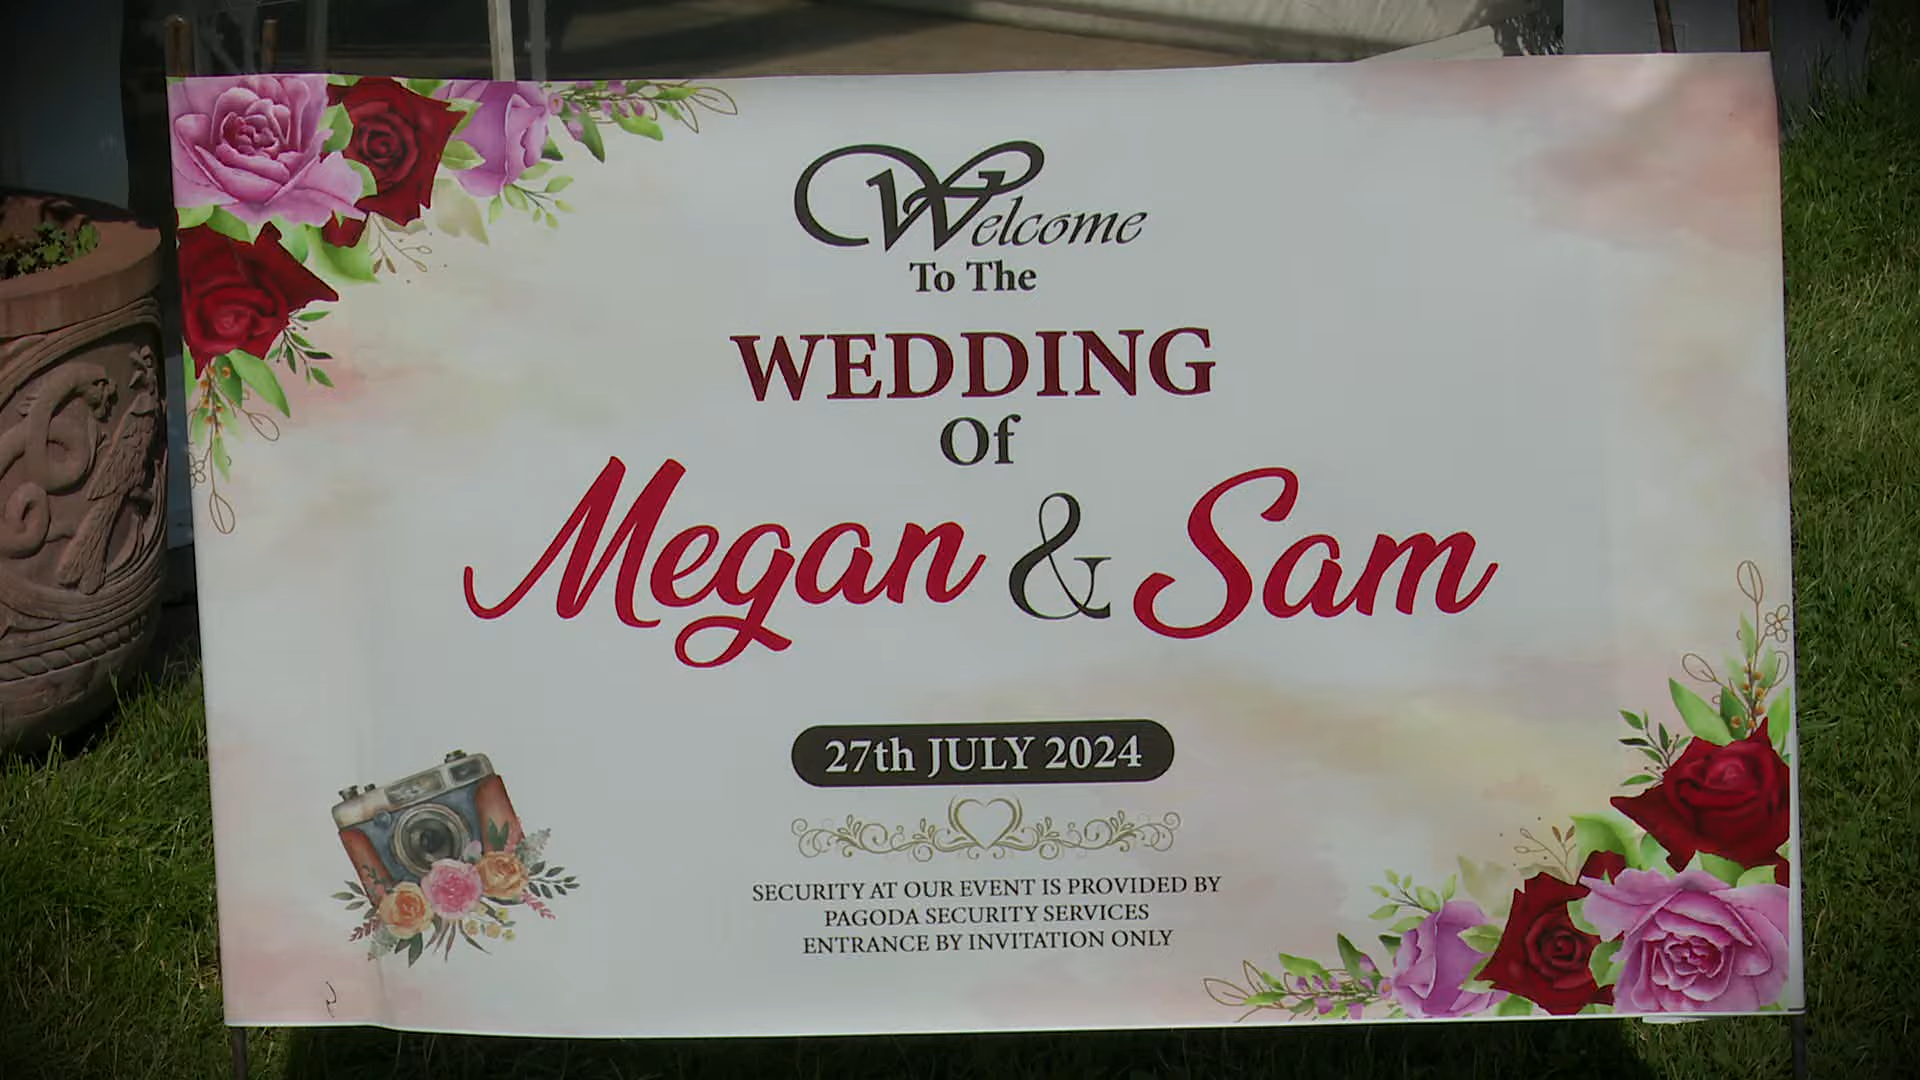 Welcome
To The
WEDDING
Of
Megan & Sam
27th JULY 2024
SECURITY AT OUR EVENT IS PROVIDED BY
PAGODA SECURITY SERVICES
ENTRANCE BY INVITATION ONLY